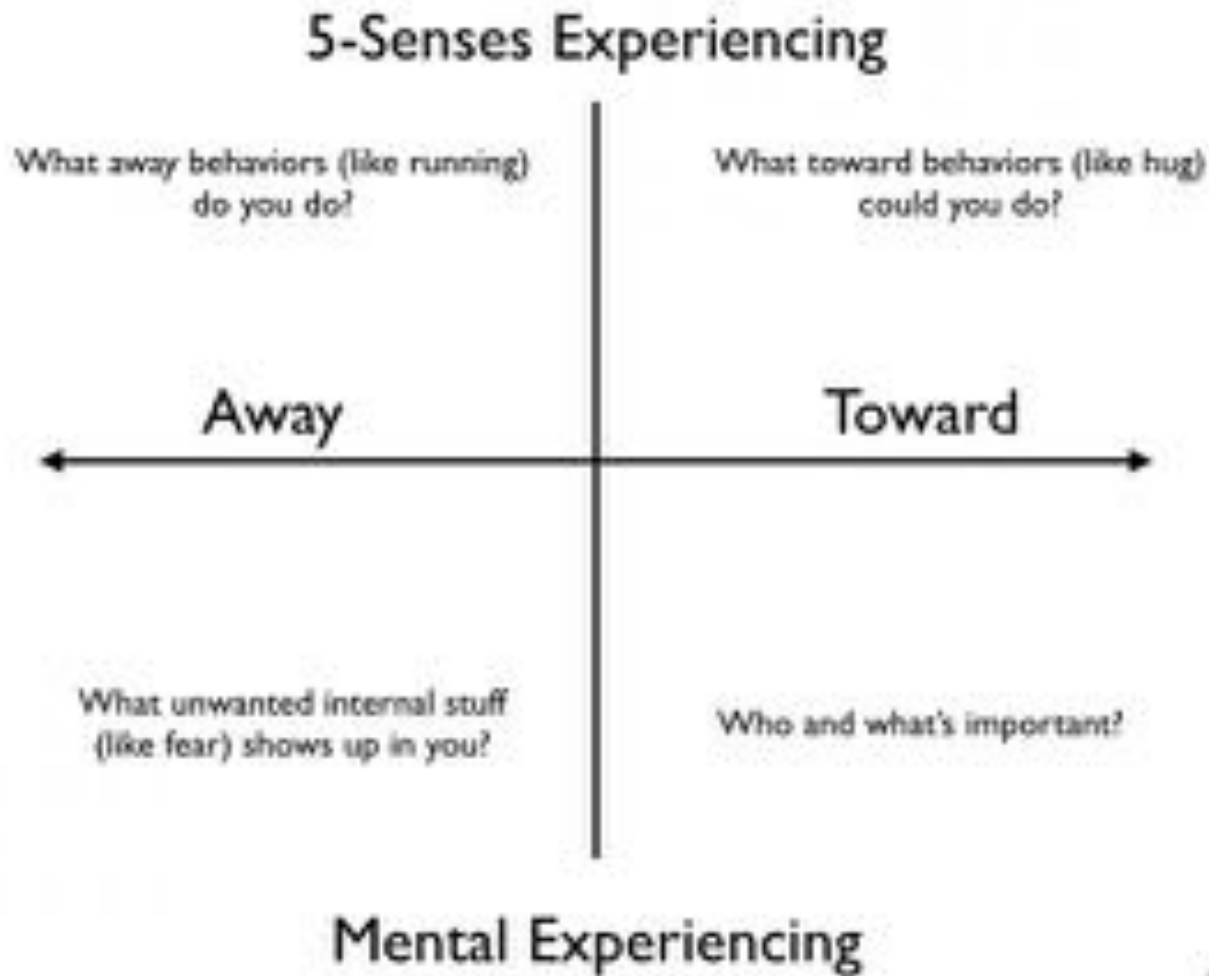 5-Senses Experiencing
What away behaviors (like running)
do you do?
What toward behaviors (like hug)
could you do?
Away
Toward
What unwanted internal stuff
(like fear) shows up in you?
Who and what's important?
Mental Experiencing